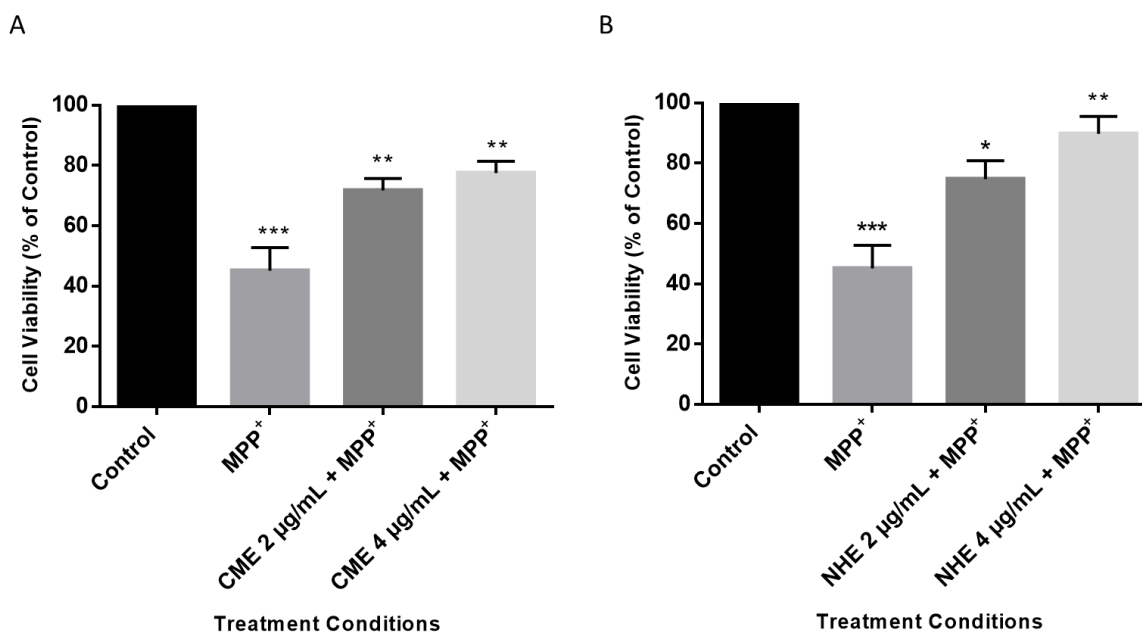 A
Cell Viability (% of Control)
100
80
60
40
20
0
***
**
**
Control
MPP⁺
CME 2 µg/mL + MPP⁺
CME 4 µg/mL + MPP⁺
Treatment Conditions
B
Cell Viability (% of Control)
100
80
60
40
20
0
***
*
**
Control
MPP⁺
NHE 2 µg/mL + MPP⁺
NHE 4 µg/mL + MPP⁺
Treatment Conditions